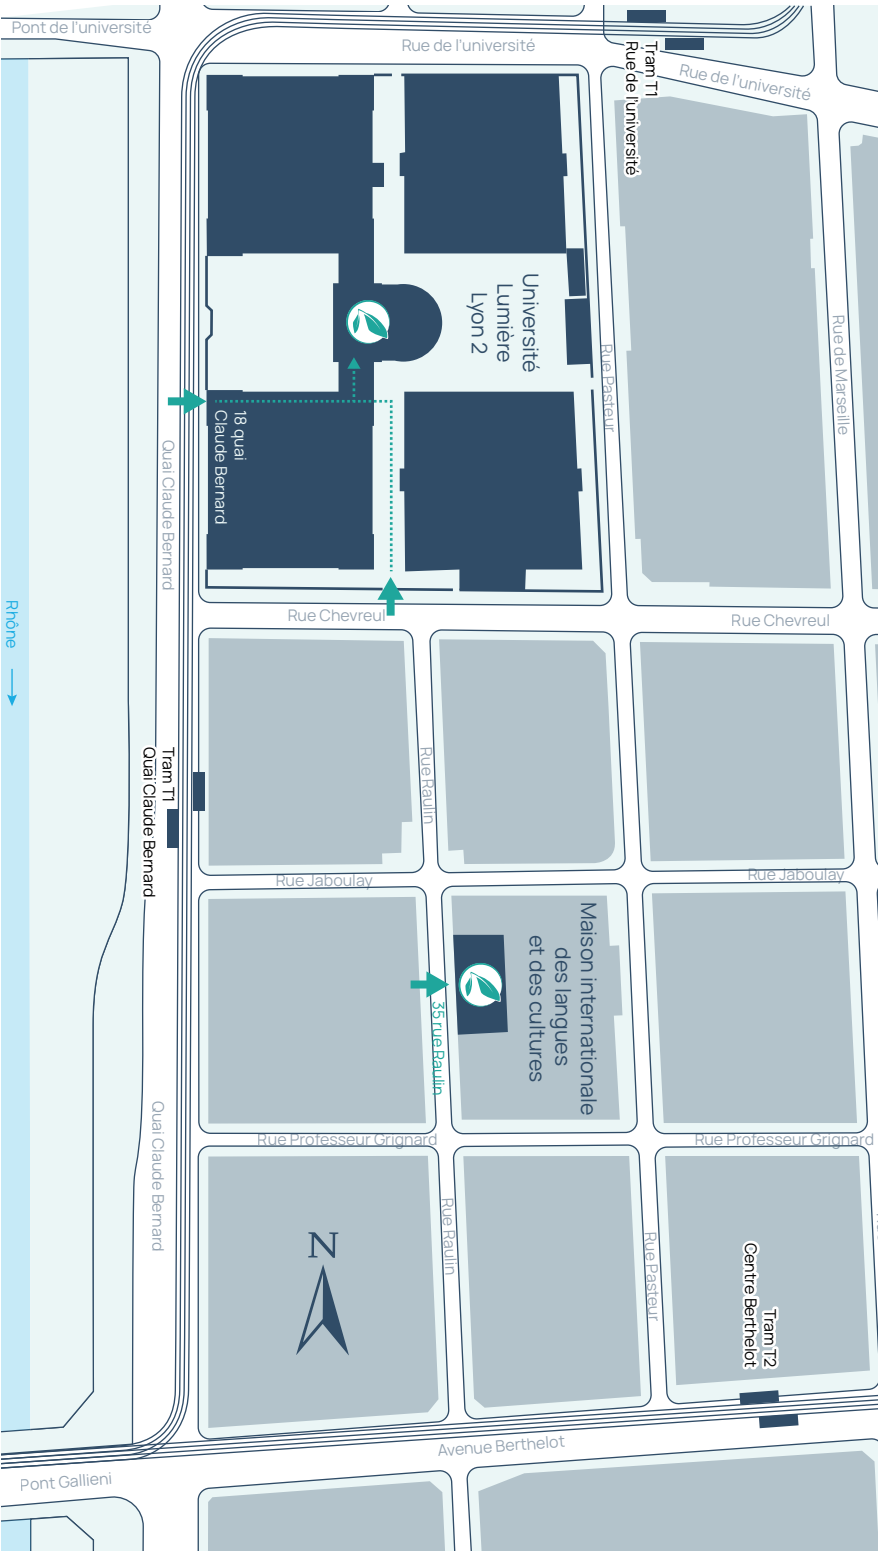 Pont de l'université
Rue de l'université
Tram T1
Rue de l'université
Rue de l'université
Université
Lumière
Lyon 2
Rue Pasteur
Rue de Marseille
18 quai
Claude Bernard
Quai Claude Bernard
Rhône
Rue Chevreul
Rue Chevreul
Tram T1
Quai Claude Bernard
Rue Raulin
Rue Jaboulay
Rue Jaboulay
Maison internationale
des langues
et des cultures
35 rue Raulin
Quai Claude Bernard
Rue Professeur Grignard
Rue Professeur Grignard
Rue Raulin
Rue Pasteur
N
Tram T2
Centre Berthelot
Avenue Berthelot
Pont Gallieni